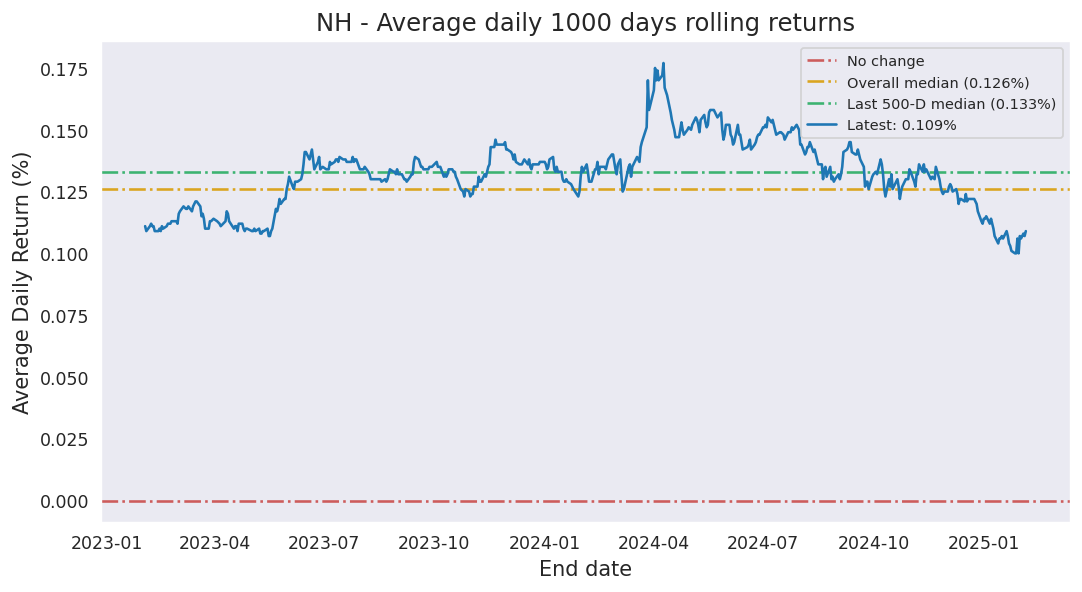 NH - Average daily 1000 days rolling returns
Average Daily Return (%)
0.175
0.150
0.125
0.100
0.075
0.050
0.025
0.000
No change
Overall median (0.126%)
Last 500-D median (0.133%)
Latest: 0.109%
2023-01 2023-04 2023-07 2023-10 2024-01 2024-04 2024-07 2024-10 2025-01
End date